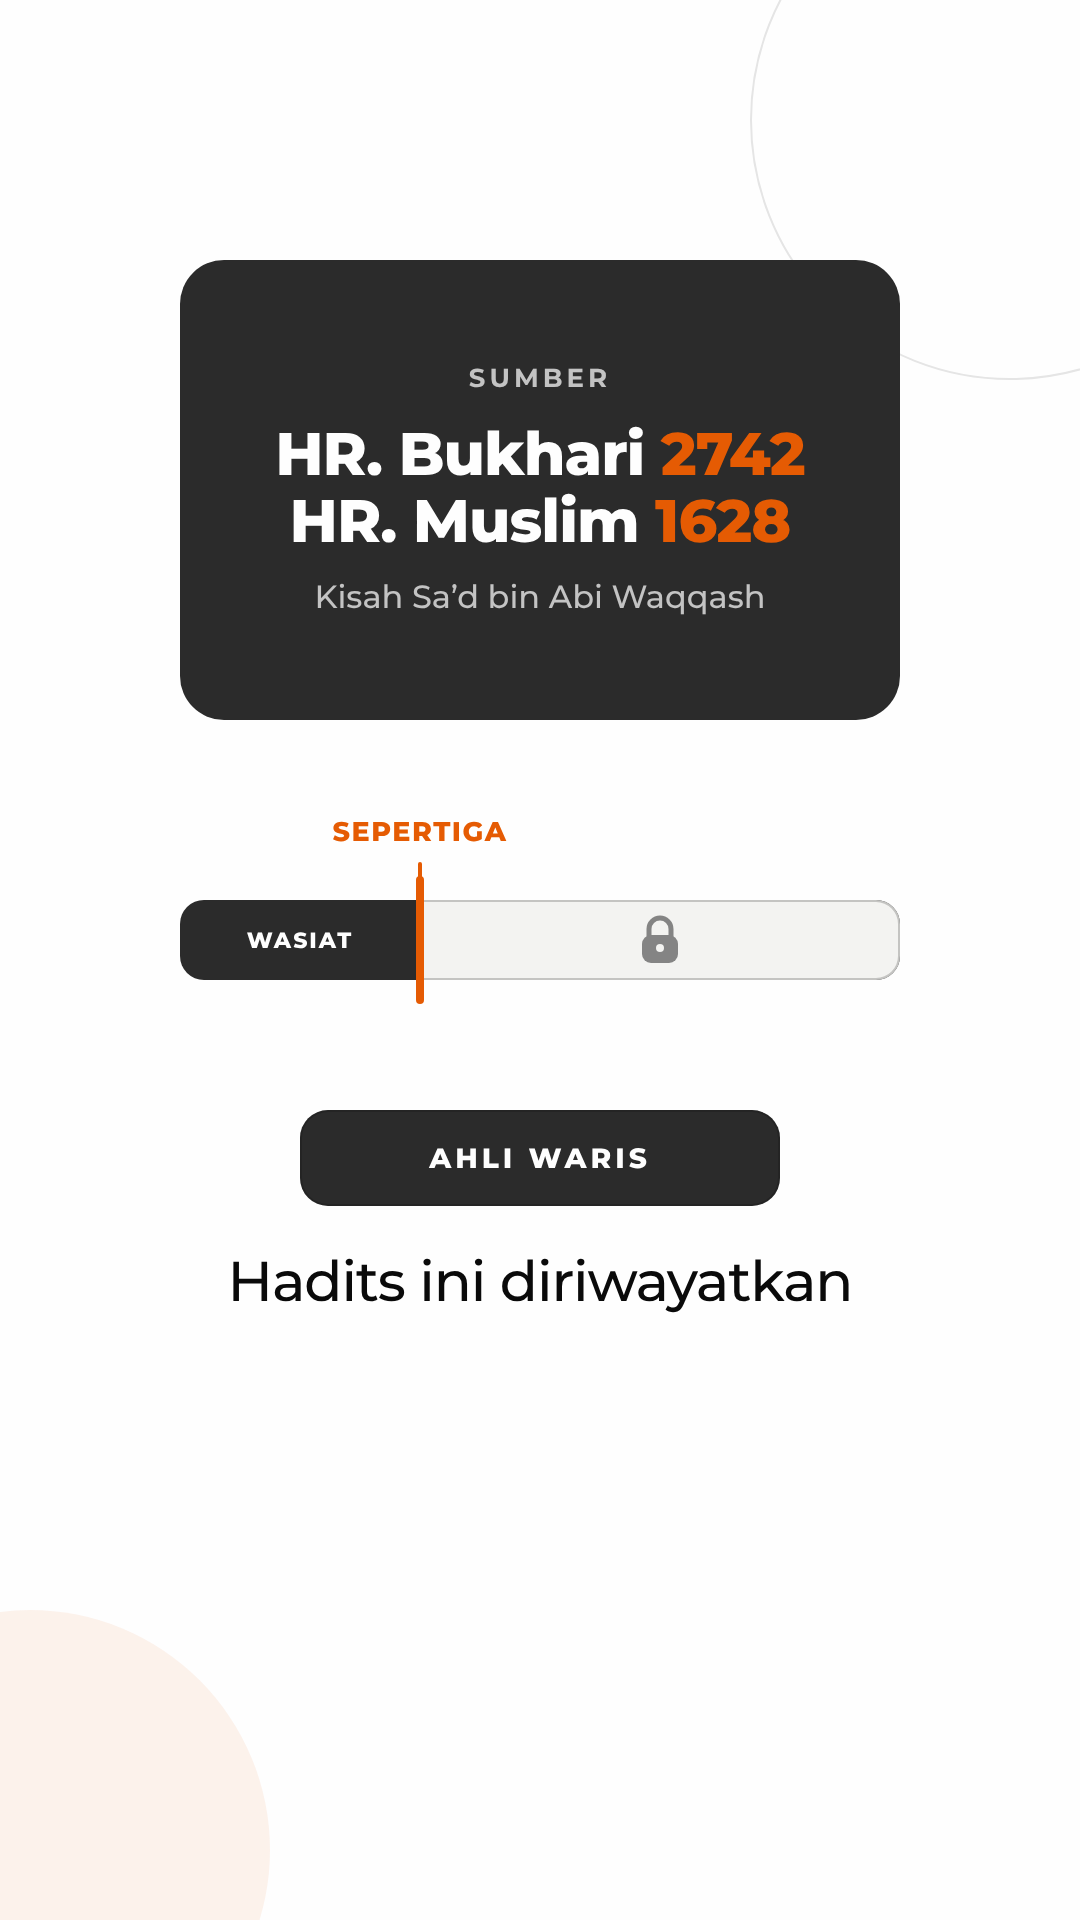 SUMBER
HR. Bukhari 2742
HR. Muslim 1628
Kisah Sa’d bin Abi Waqqash
SEPERTIGA
WASIAT
AHLI WARIS
Hadits ini diriwayatkan